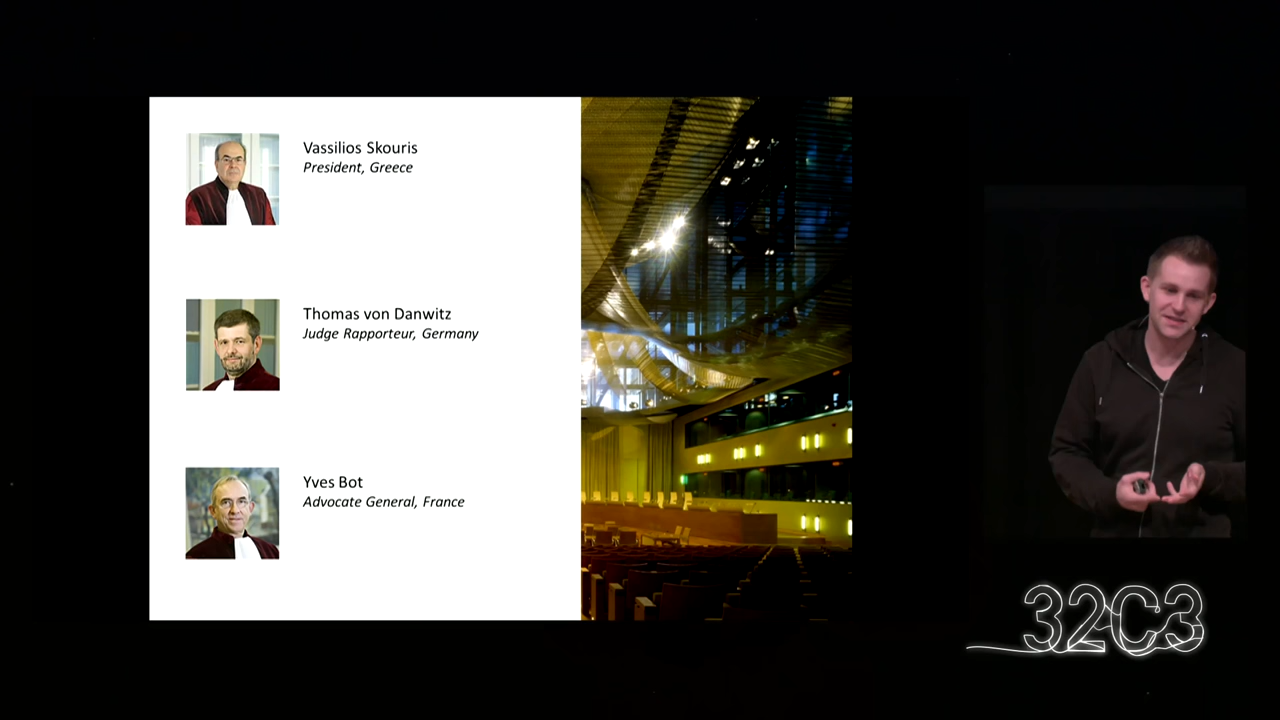 Vassilios Skouris
President, Greece
Thomas von Danwitz
Judge Rapporteur, Germany
Yves Bot
Advocate General, France
32C3